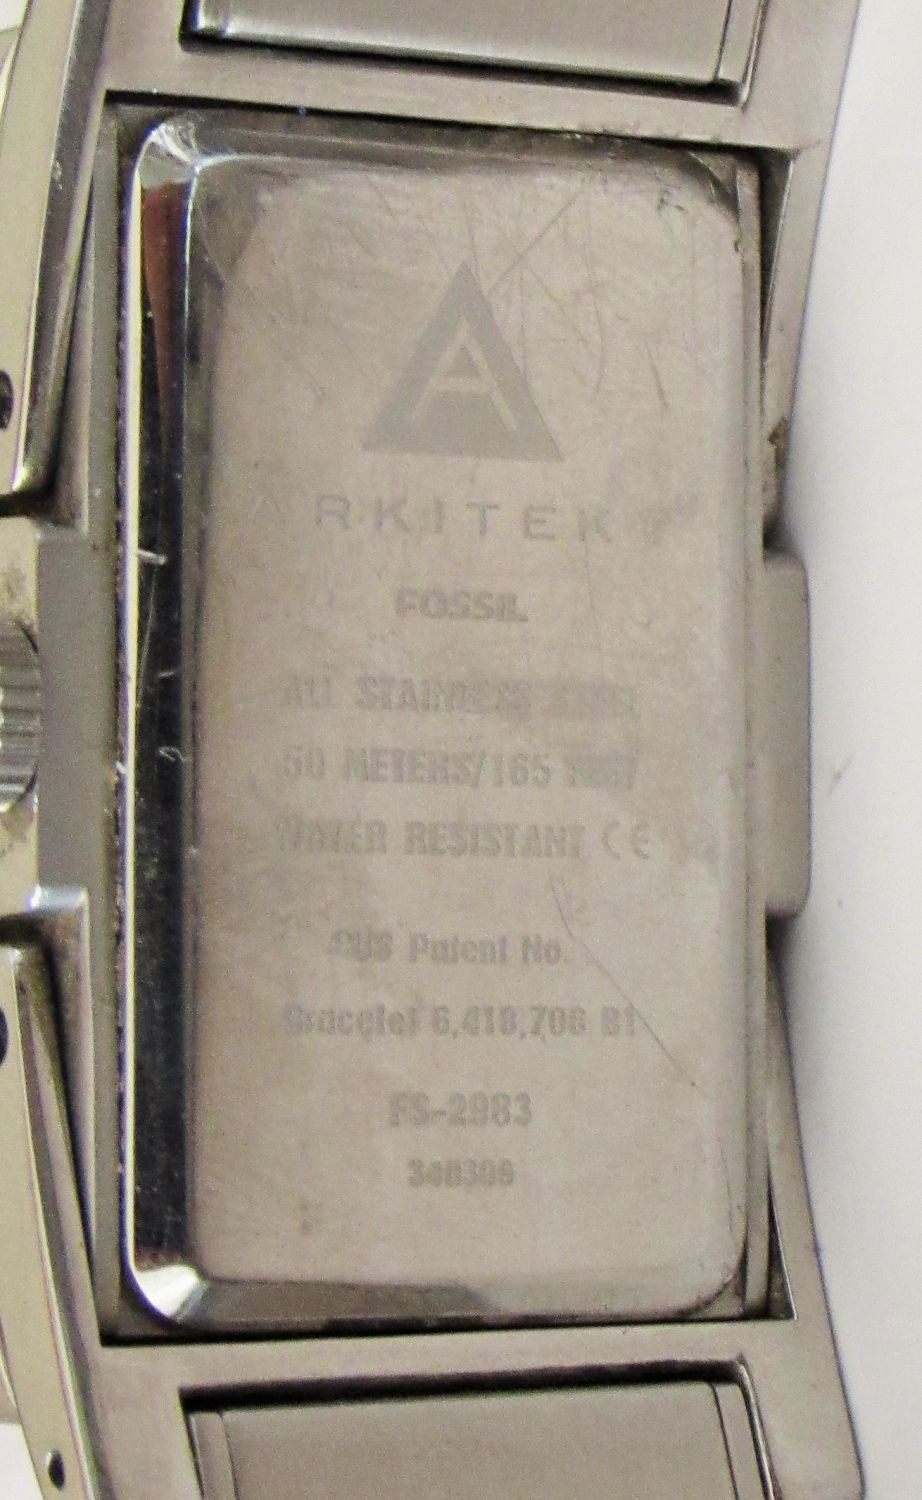 A
ARKITEKT
FOSSIL
ALL STAINLESS STEEL
50 METERS/165 FEET
WATER RESISTANT CE
US Patent No.
Bracelet 6,418,706 B1
FS-2983